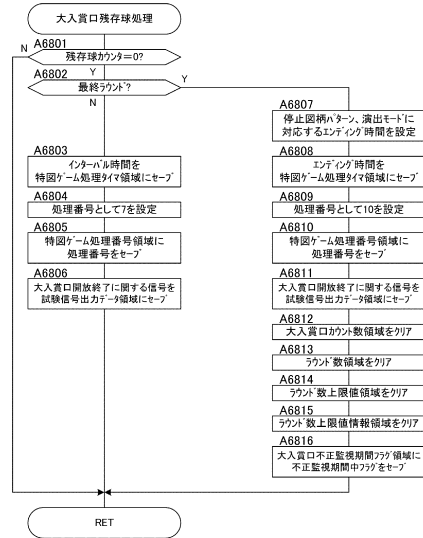 大入賞口残存球処理
A6801
N
残存球カウンタ=0?
Y
A6802
最終ラウンド?
Y
N
A6803
インターバル時間を
特図ゲーム処理タイマ領域にセーブ
A6804
処理番号として7を設定
A6805
特図ゲーム処理番号領域に
処理番号をセーブ
A6806
大入賞口開放終了に関する信号を
試験信号出力データ領域にセーブ
A6807
停止図柄パターン、演出モードに
対応するエンディング時間を設定
A6808
エンディング時間を
特図ゲーム処理タイマ領域にセーブ
A6809
処理番号として10を設定
A6810
特図ゲーム処理番号領域に
処理番号をセーブ
A6811
大入賞口開放終了に関する信号を
試験信号出力データ領域にセーブ
A6812
大入賞口カウント数領域をクリア
A6813
ラウンド数領域をクリア
A6814
ラウンド数上限値領域をクリア
A6815
ラウンド数上限値情報領域をクリア
A6816
大入賞口不正監視期間フラグ領域に
不正監視期間中フラグをセーブ
RET